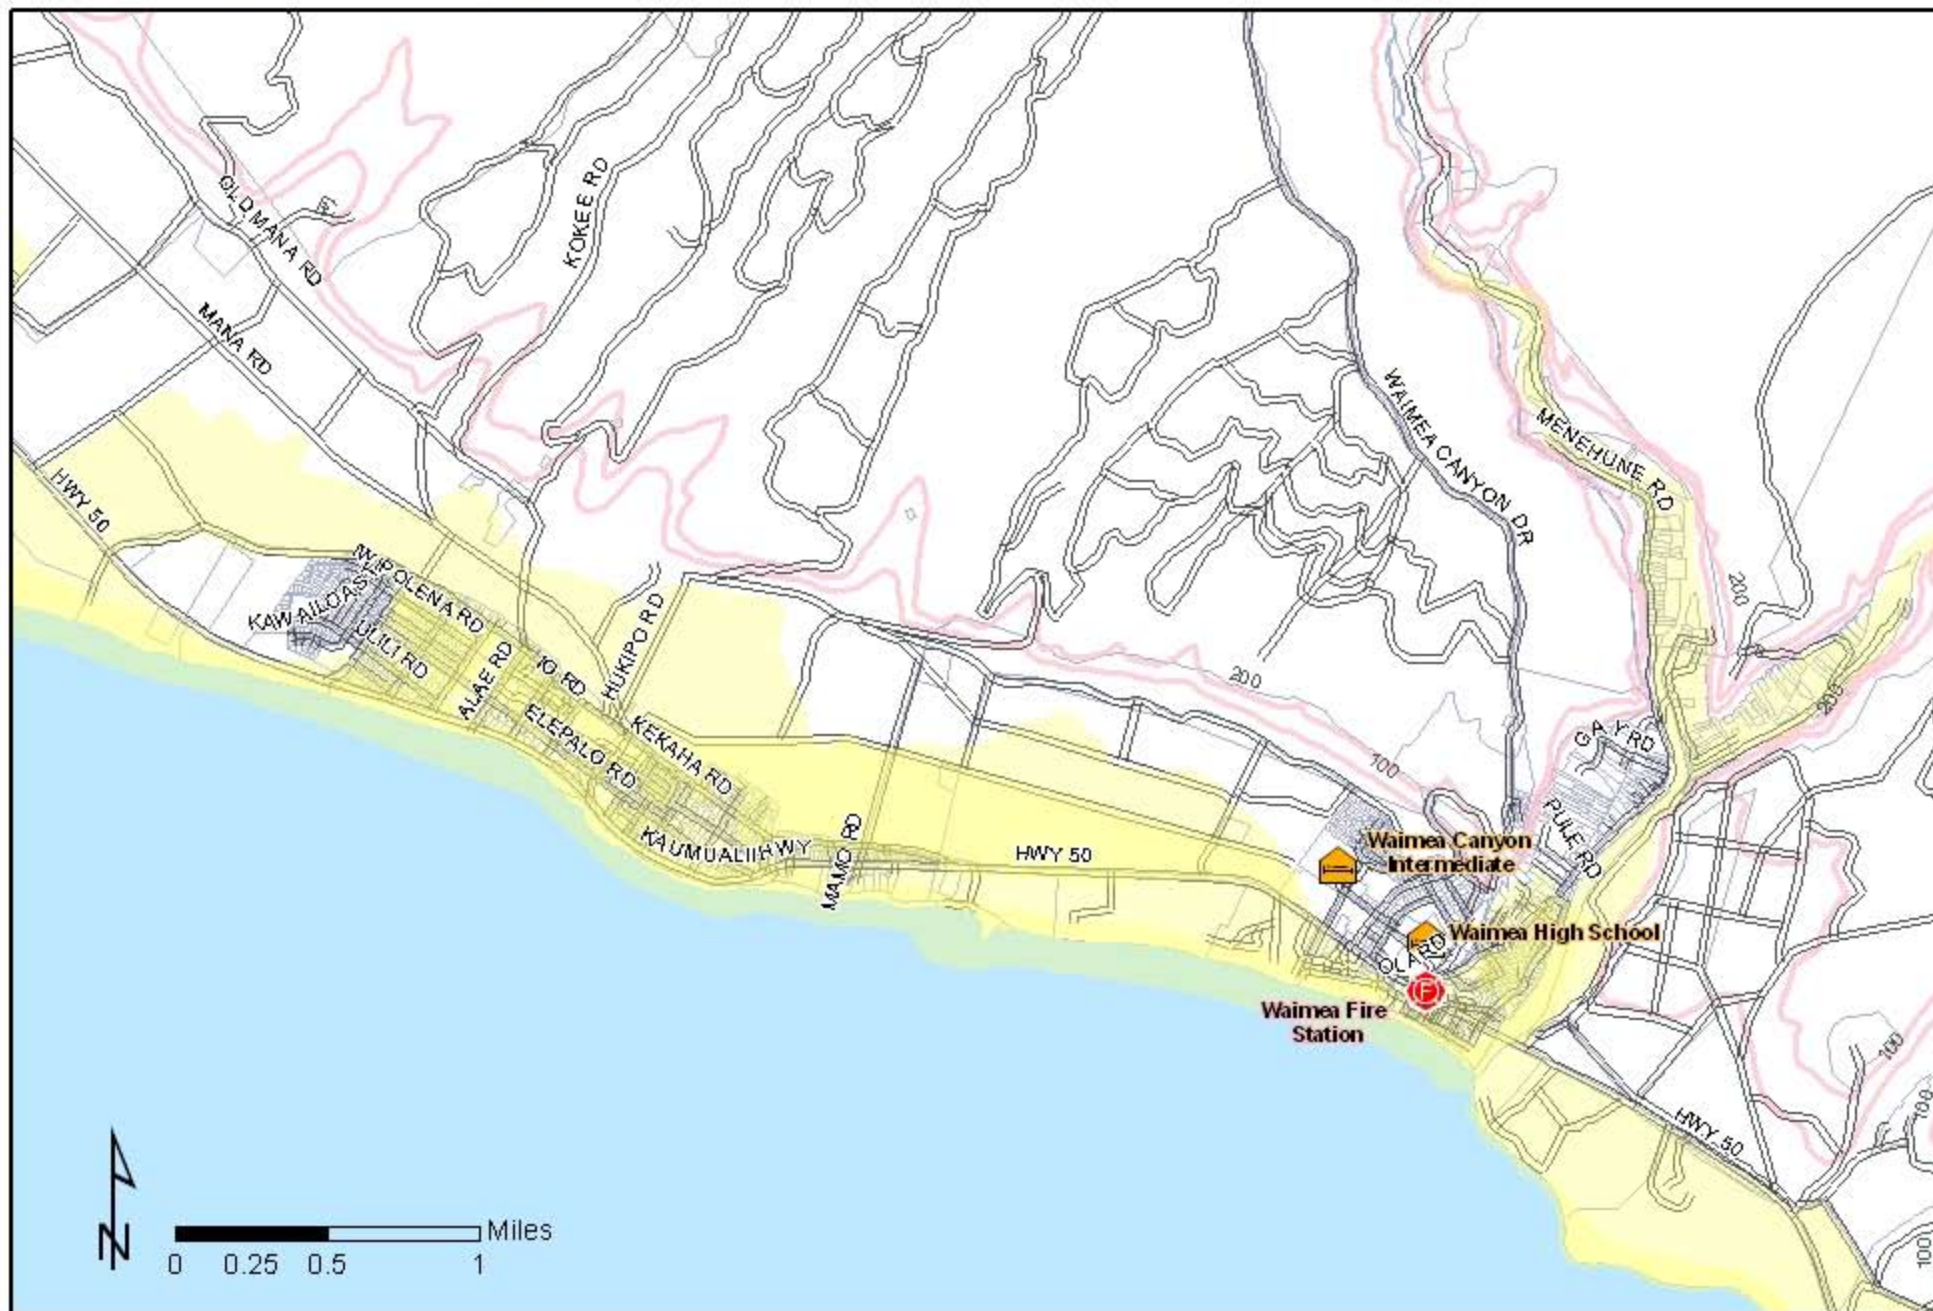 OLD MANA RD
KOKEE RD
MANA RD
WAIMEA CANYON DR
MENEHUNE RD
HWY 50
IWIPOLENA RD
KAWAILOA ST
ULILI RD
ALAE RD
IO RD
HUKIPO RD
ELEPAIO RD
KEKAHA RD
KAUMUALII HWY
MAMO RD
HWY 50
200
200
200
100
GAY RD
PULE RD
Waimea Canyon
Intermediate
Waimea High School
OLA RD
F
Waimea Fire
Station
HWY 50
100
100
100
N
Miles
0 0.25 0.5 1